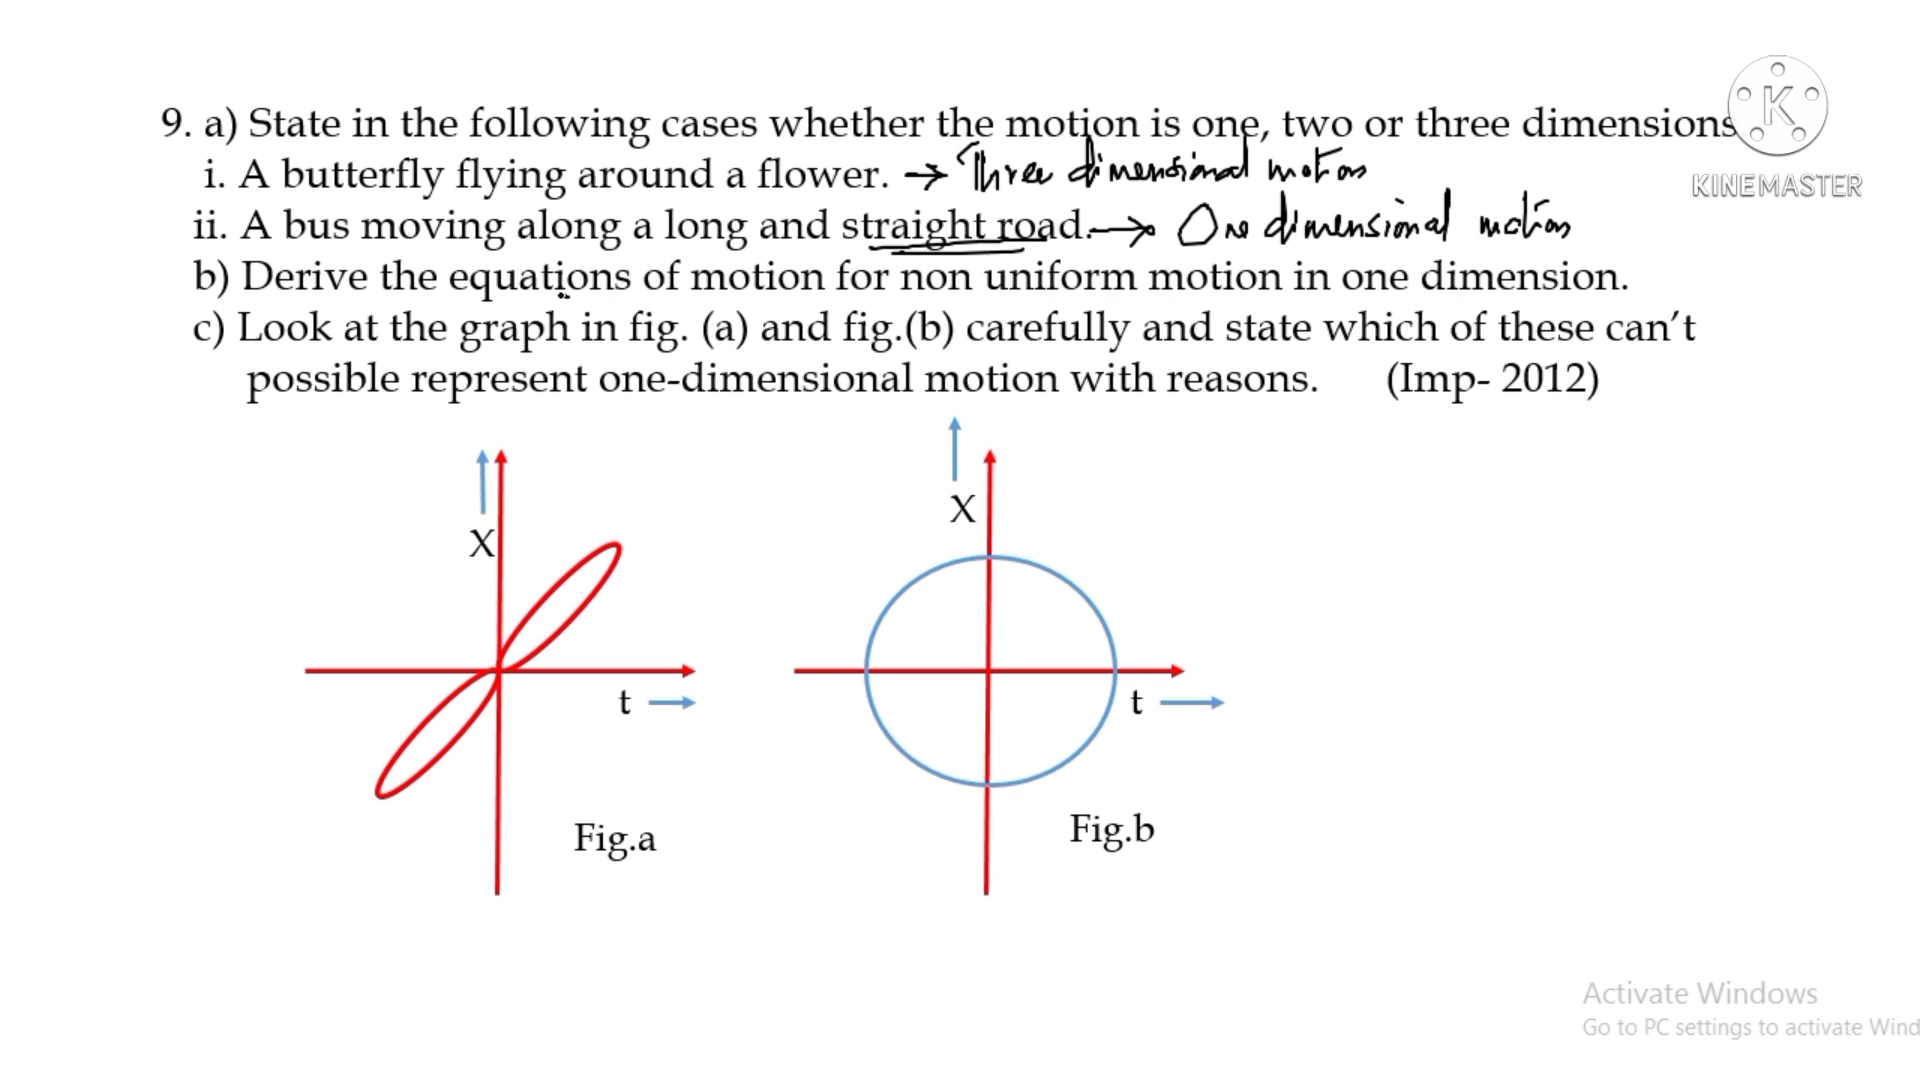 9. a) State in the following cases whether the motion is one, two or three dimensions
K
KINEMASTER
i. A butterfly flying around a flower. → Three dimensional motion
ii. A bus moving along a long and straight road. → One dimensional motion
b) Derive the equations of motion for non uniform motion in one dimension.
c) Look at the graph in fig. (a) and fig.(b) carefully and state which of these can't
possible represent one-dimensional motion with reasons. (Imp- 2012)
X
X
t
t
Fig.a
Fig.b
Activate Windows
Go to PC settings to activate Wind